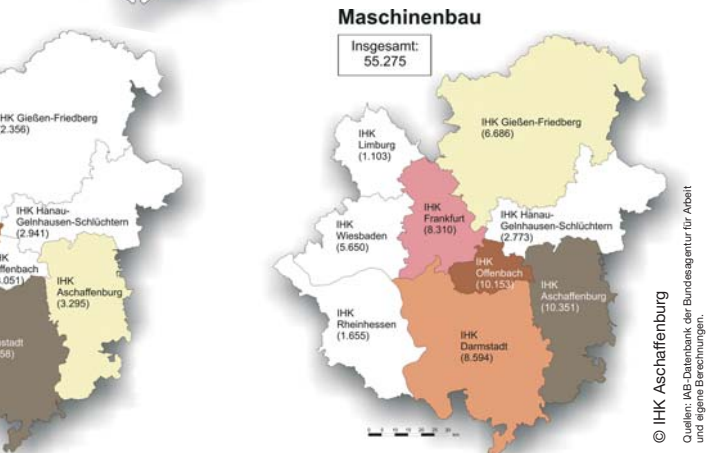 Maschinenbau
Insgesamt:
55.275
IHK Gießen-Friedberg
(2.356)
IHK Hanau-
Gelnhausen-Schlüchtern
(2.941)
IHK
Aschaffenburg
(3.295)
IHK
Limburg
(1.103)
IHK Gießen-Friedberg
(6.686)
IHK
Wiesbaden
(5.650)
IHK
Frankfurt
(8.310)
IHK Hanau-
Gelnhausen-Schlüchtern
(2.773)
IHK
Offenbach
(10.153)
IHK
Aschaffenburg
(10.351)
IHK
Rheinhessen
(1.655)
IHK
Darmstadt
(8.594)
© IHK Aschaffenburg
Quellen: IAB-Datenbank der Bundesagentur für Arbeit
und eigene Berechnungen.